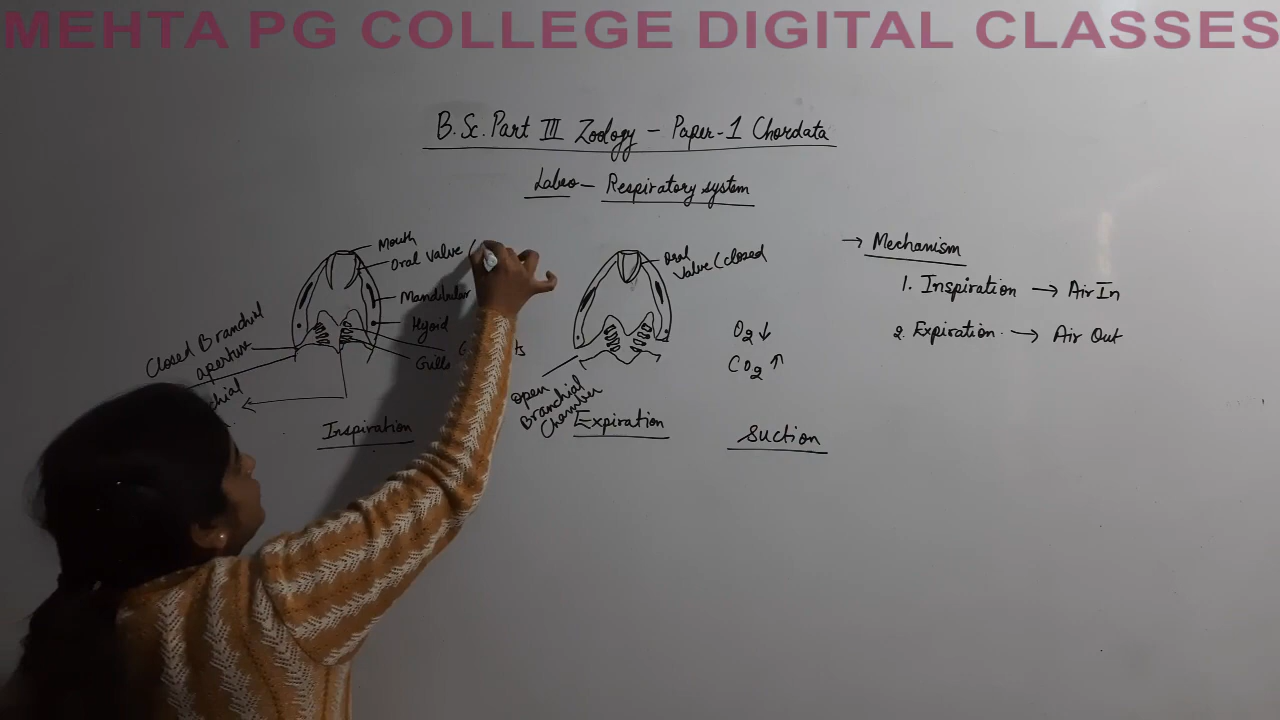 MEHTA PG COLLEGE DIGITAL CLASSES
B.Sc. Part III Zoology - Paper-1 Chordata
Labeo - Respiratory system
Mouth
Oral Valve (
Mandibular
Hyoid
Gills
Closed Branchial
aperture
Inspiration
Oral
Valve (closed
Open
Branchial
Chamber
Expiration
O2 ↓
CO2 ↑
Suction
→ Mechanism
1. Inspiration → Air In
2. Expiration → Air Out